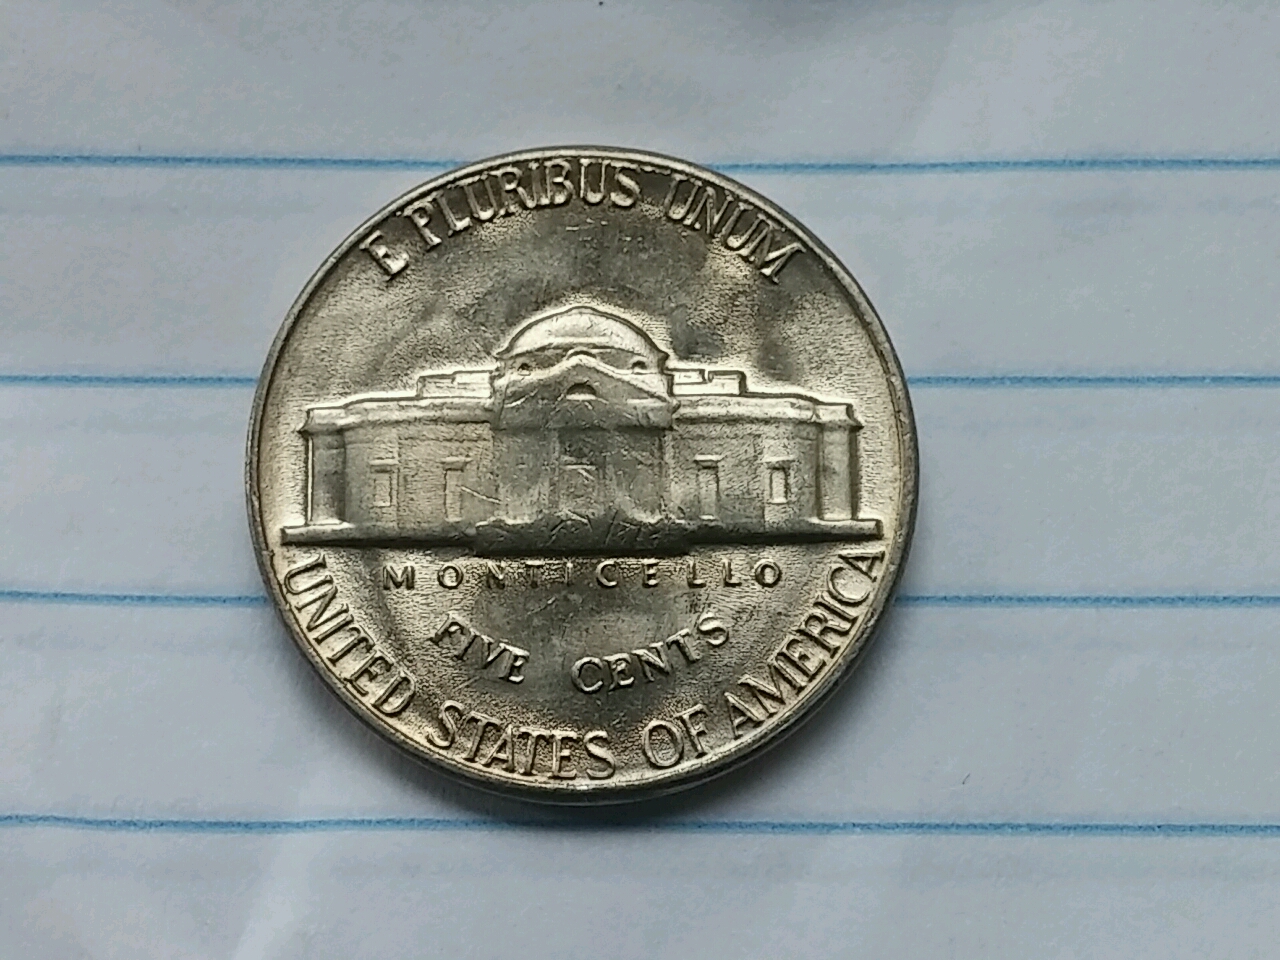 E PLURIBUS UNUM
MONTICELLO
FIVE CENTS
UNITED STATES OF AMERICA